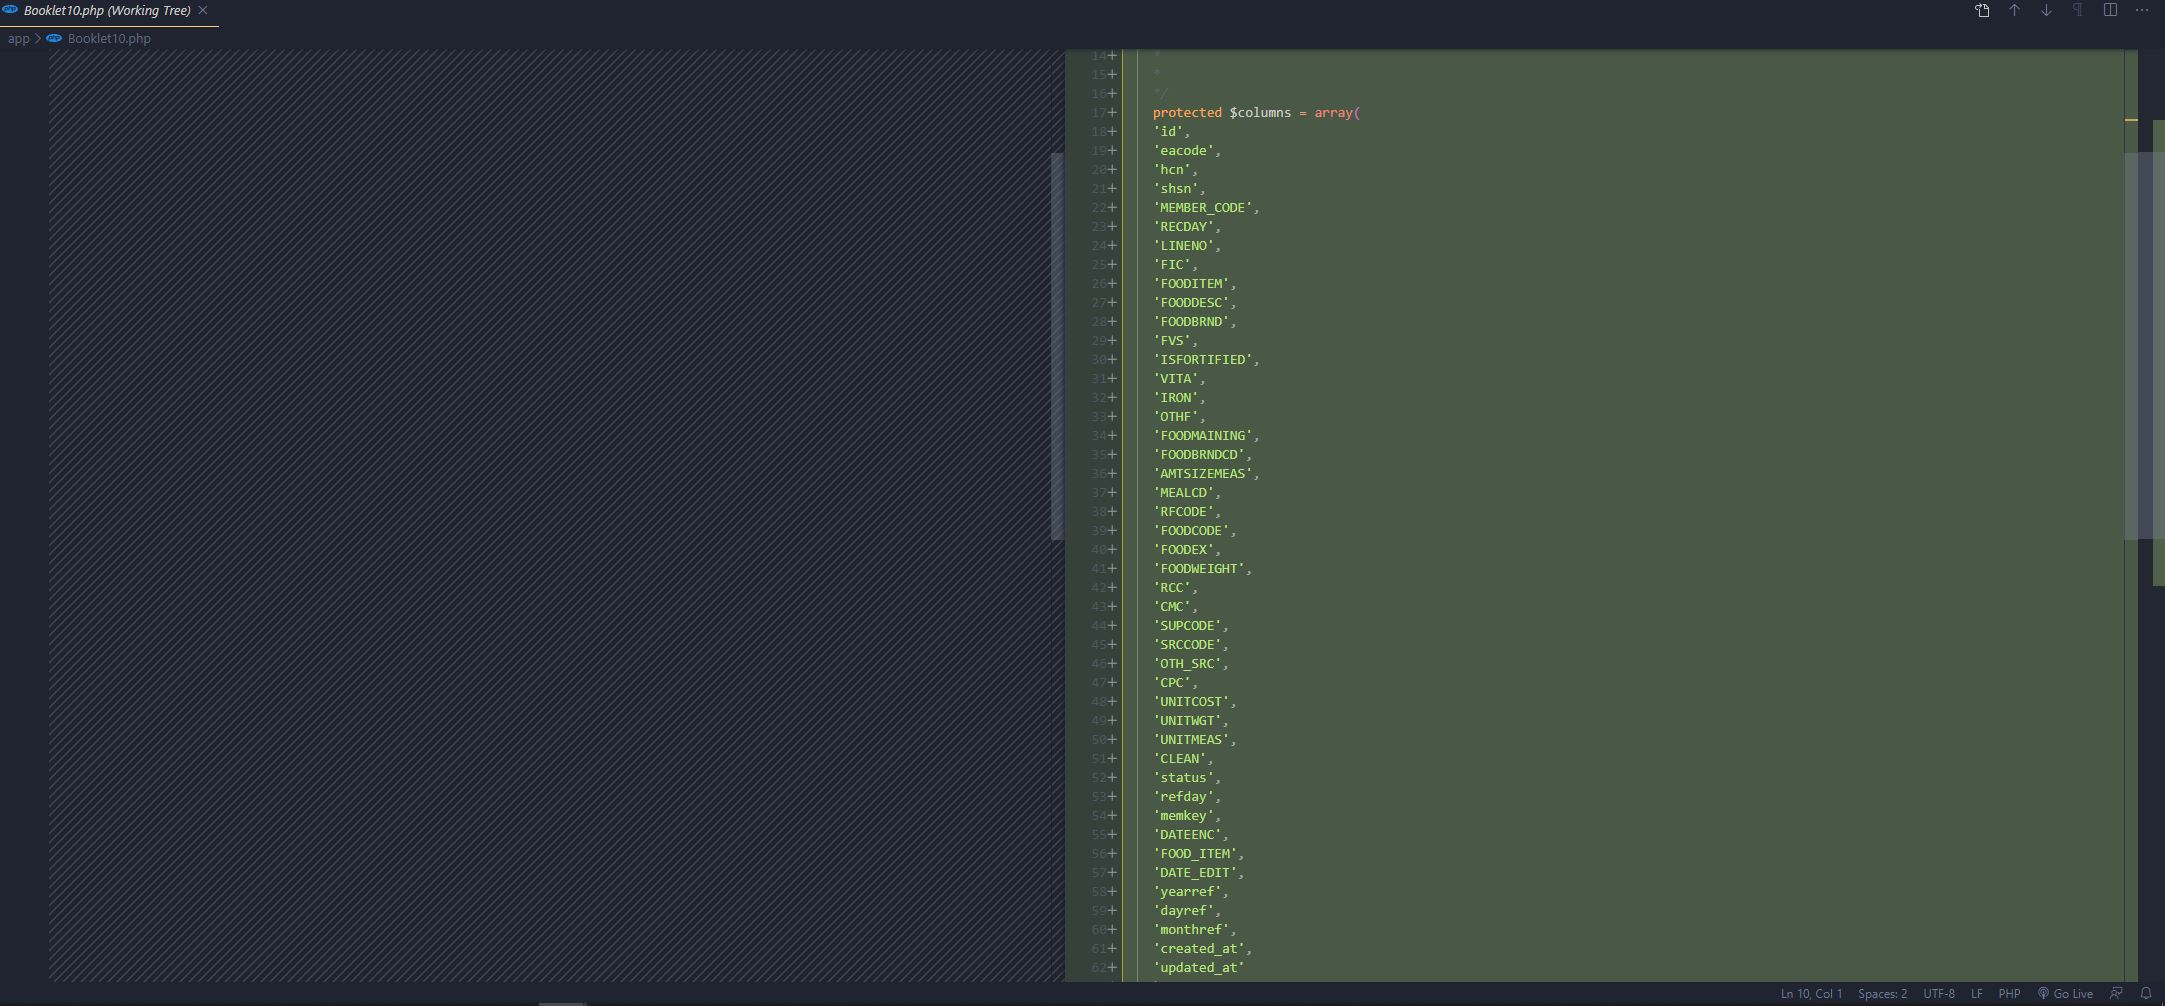 Booklet10.php (Working Tree)
app > Booklet10.php
14+ *
15+ *
16+ */
17+ protected $columns = array(
18+ 'id',
19+ 'eacode',
20+ 'hcn',
21+ 'shsn',
22+ 'MEMBER_CODE',
23+ 'RECDAY',
24+ 'LINENO',
25+ 'FIC',
26+ 'FOODITEM',
27+ 'FOODDESC',
28+ 'FOODBRND',
29+ 'FVS',
30+ 'ISFORTIFIED',
31+ 'VITA',
32+ 'IRON',
33+ 'OTHF',
34+ 'FOODMAINING',
35+ 'FOODBRNDCD',
36+ 'AMTSIZEMEAS',
37+ 'MEALCD',
38+ 'RFCODE',
39+ 'FOODCODE',
40+ 'FOODEX',
41+ 'FOODWEIGHT',
42+ 'RCC',
43+ 'CMC',
44+ 'SUPCODE',
45+ 'SRCCODE',
46+ 'OTH_SRC',
47+ 'CPC',
48+ 'UNITCOST',
49+ 'UNITWGT',
50+ 'UNITMEAS',
51+ 'CLEAN',
52+ 'status',
53+ 'refday',
54+ 'memkey',
55+ 'DATEENC',
56+ 'FOOD_ITEM',
57+ 'DATE_EDIT',
58+ 'yearref',
59+ 'dayref',
60+ 'monthref',
61+ 'created_at',
62+ 'updated_at'
Ln 10, Col 1 Spaces: 2 UTF-8 LF PHP Go Live